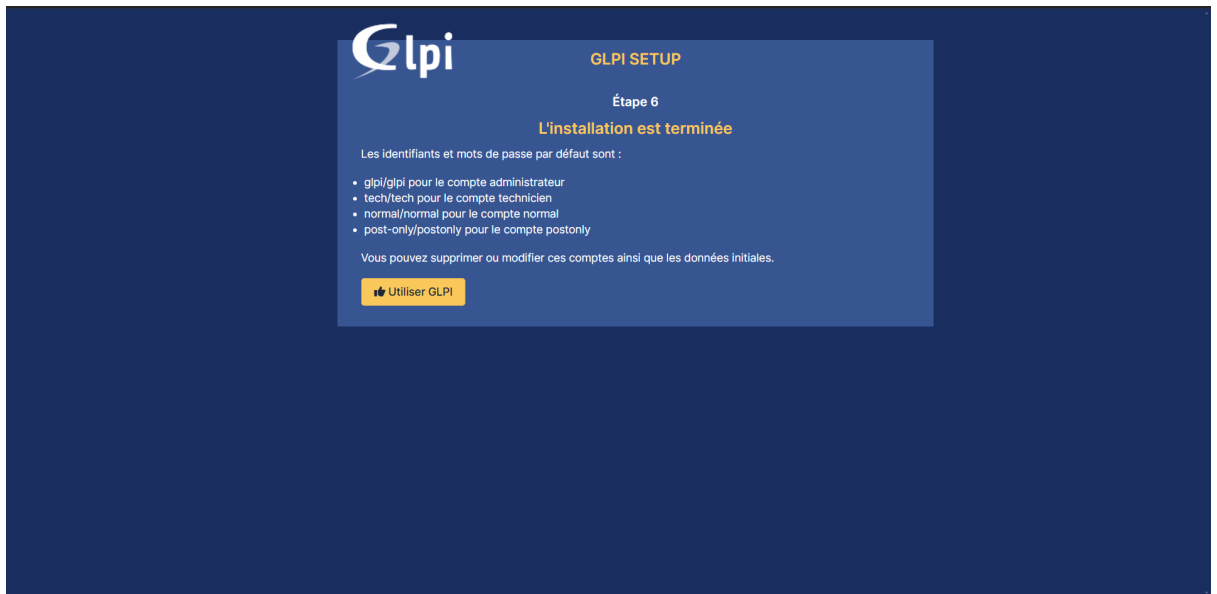 Glpi
GLPI SETUP
Étape 6
L'installation est terminée
Les identifiants et mots de passe par défaut sont :
glpi/glpi pour le compte administrateur
tech/tech pour le compte technicien
normal/normal pour le compte normal
post-only/postonly pour le compte postonly
Vous pouvez supprimer ou modifier ces comptes ainsi que les données initiales.
Utiliser GLPI